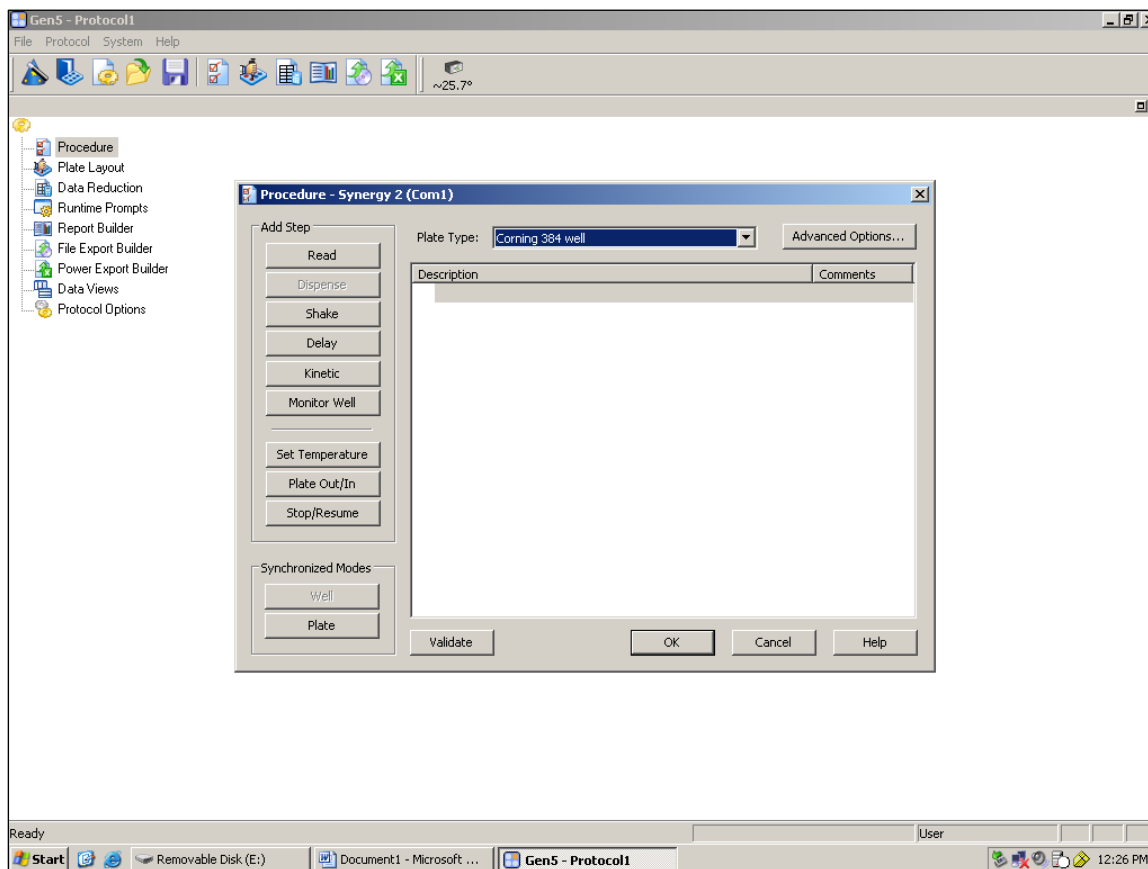 Gen5 - Protocol1
File Protocol System Help
~25.7°
Procedure
Plate Layout
Data Reduction
Runtime Prompts
Report Builder
File Export Builder
Power Export Builder
Data Views
Protocol Options
Procedure - Synergy 2 (Com1)
Add Step
Read
Dispense
Shake
Delay
Kinetic
Monitor Well
Set Temperature
Plate Out/In
Stop/Resume
Synchronized Modes
Well
Plate
Plate Type: Corning 384 well Advanced Options...
Description Comments
Validate OK Cancel Help
Ready User
Start Removable Disk (E:) Document1 - Microsoft ... Gen5 - Protocol1 12:26 PM